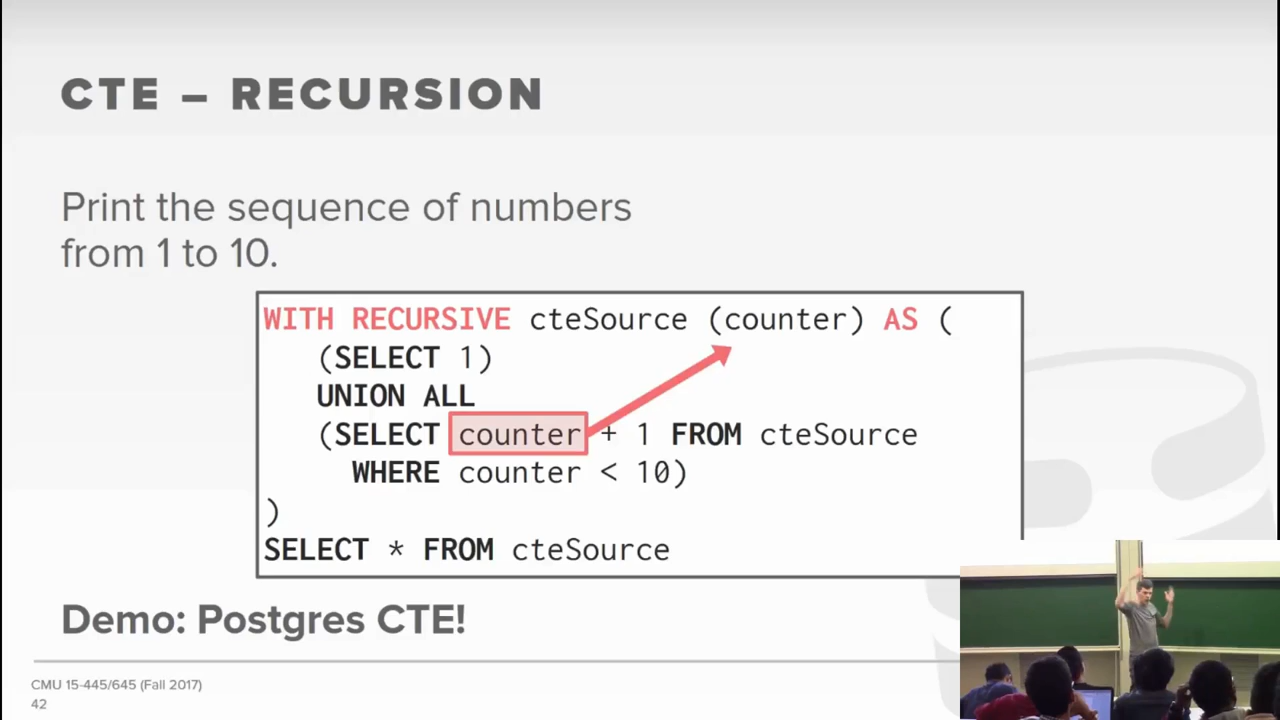 CTE – RECURSION
Print the sequence of numbers
from 1 to 10.
WITH RECURSIVE cteSource (counter) AS (
(SELECT 1)
UNION ALL
(SELECT counter + 1 FROM cteSource
WHERE counter < 10)
)
SELECT * FROM cteSource
Demo: Postgres CTE!
CMU 15-445/645 (Fall 2017)
42